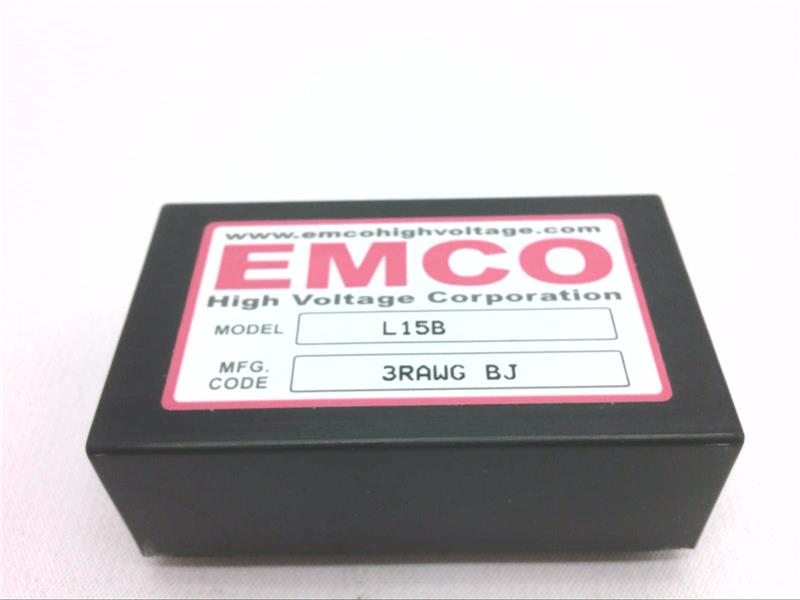 www.emcohighvoltage.com
EMCO
High Voltage Corporation
MODEL L15B
MFG. CODE 3RAWG BJ